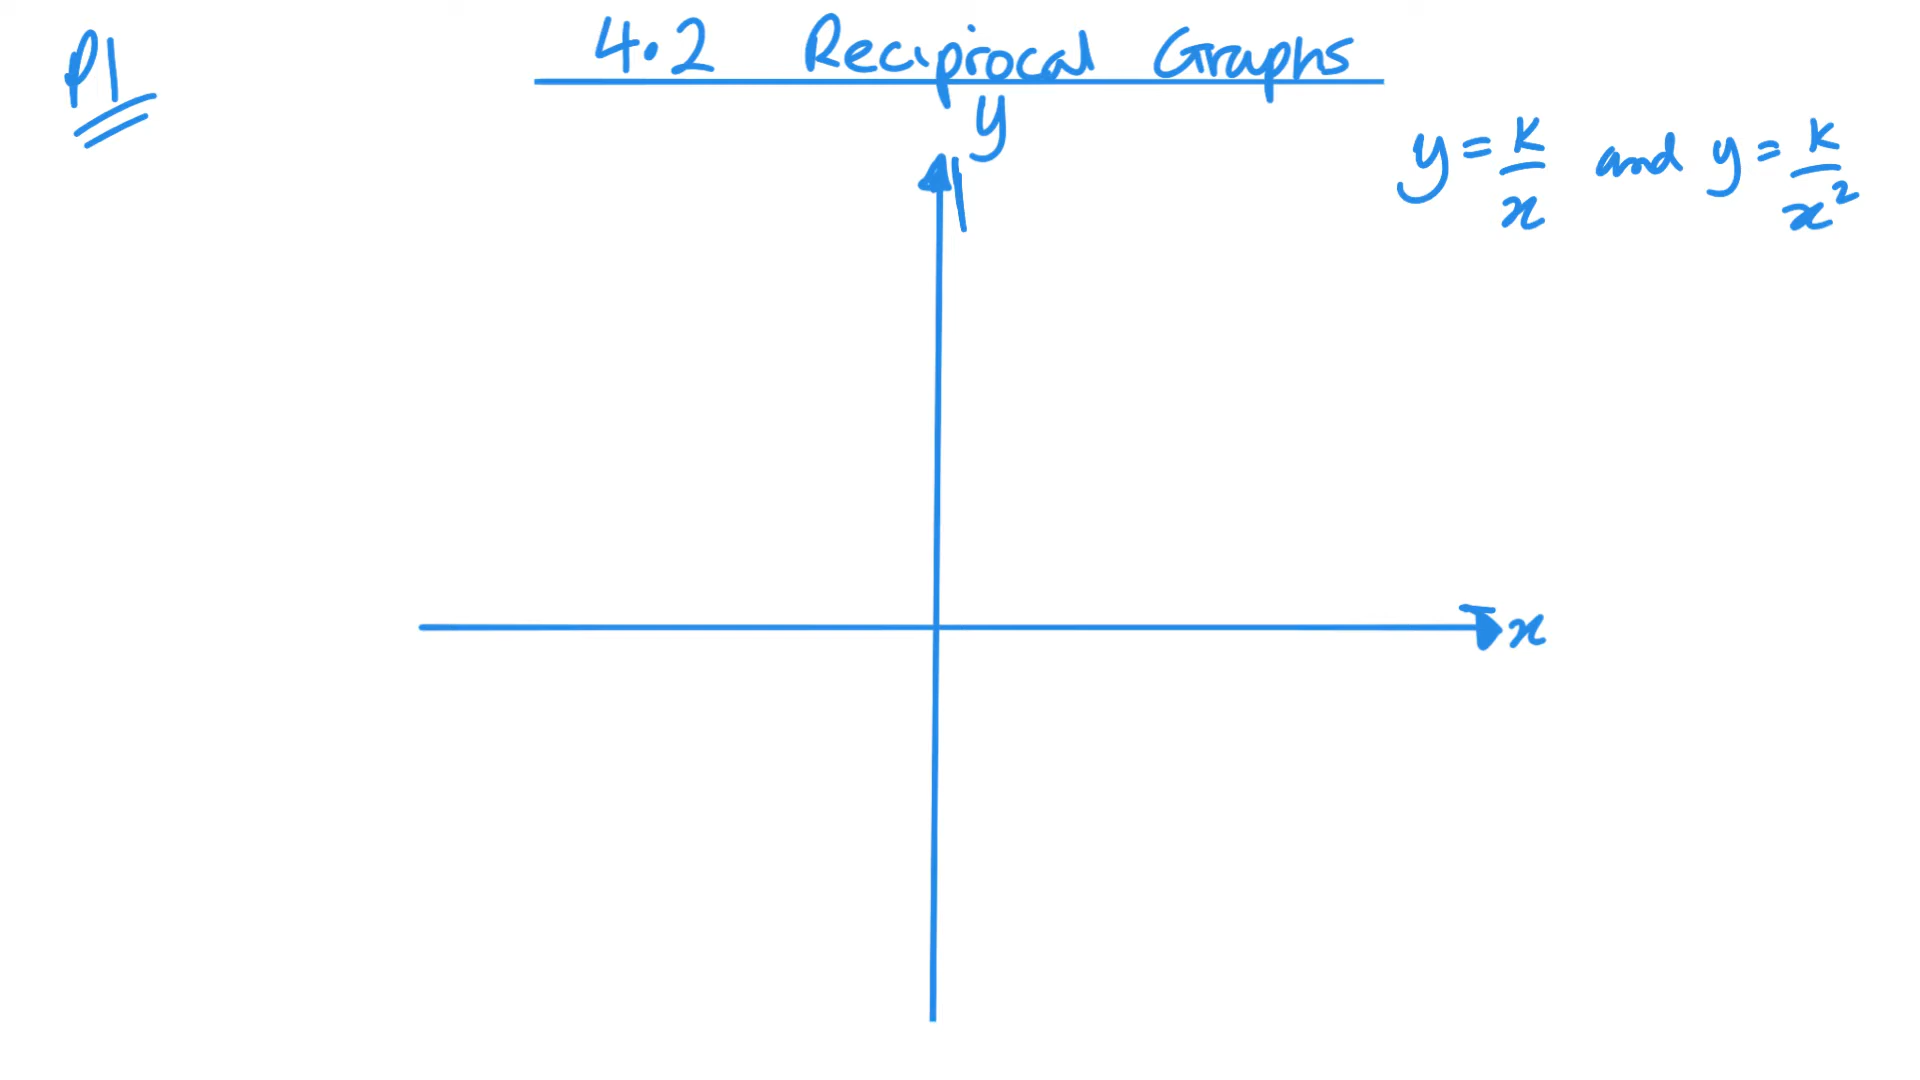 P1
4.2 Reciprocal Graphs
y
y = k/x and y = k/x²
x